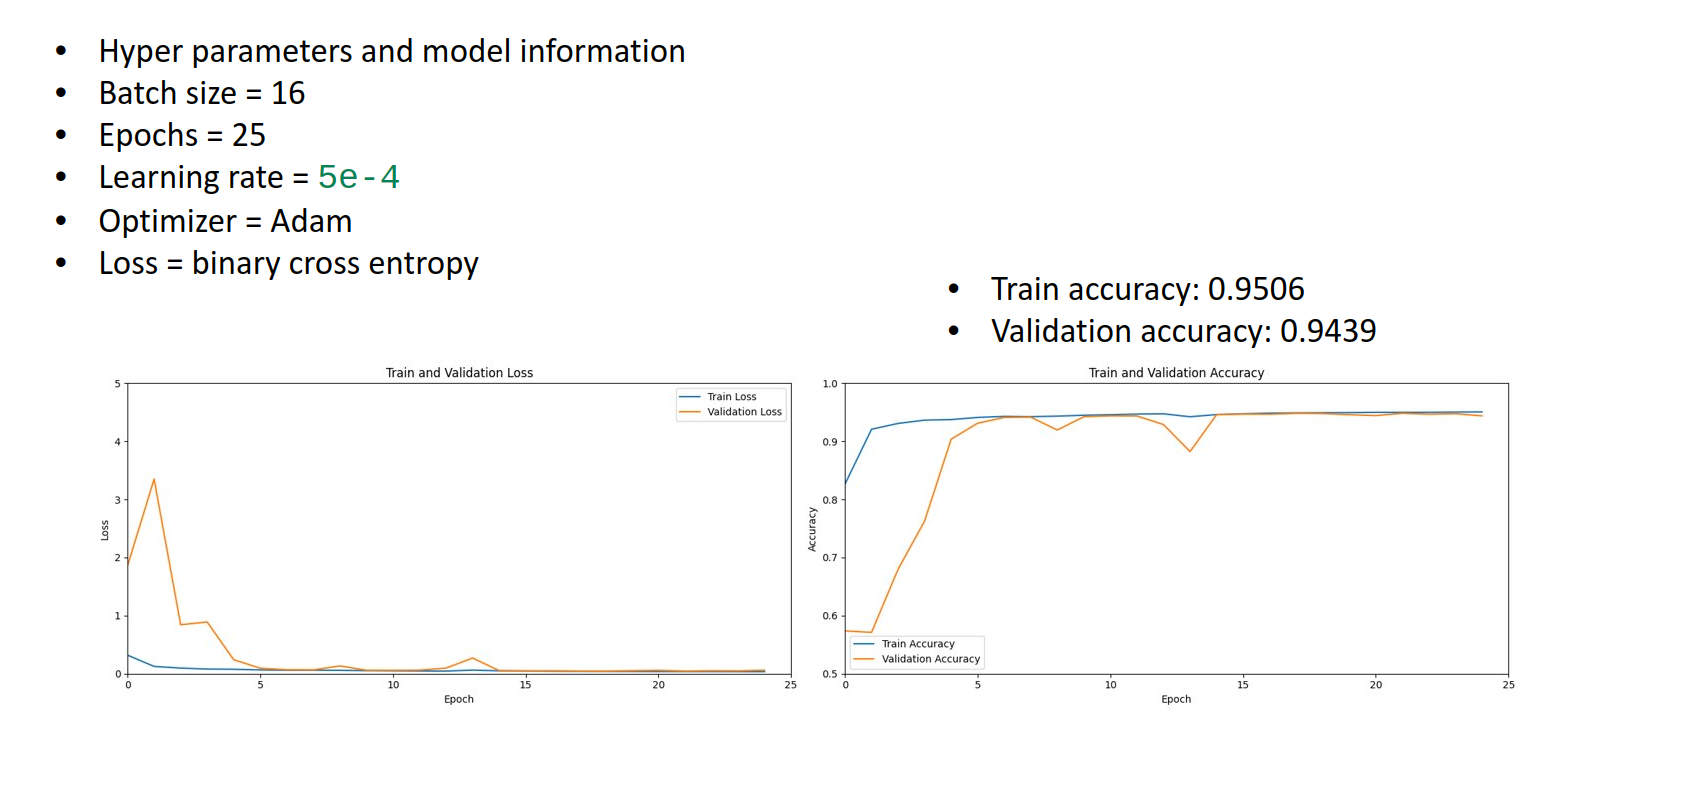 • Hyper parameters and model information
• Batch size = 16
• Epochs = 25
• Learning rate = 5e-4
• Optimizer = Adam
• Loss = binary cross entropy
• Train accuracy: 0.9506
• Validation accuracy: 0.9439
Train and Validation Loss
5
4
3
2
1
0
Loss
Train Loss
Validation Loss
0 5 10 15 20 25
Epoch
Train and Validation Accuracy
1.0
0.9
0.8
0.7
0.6
0.5
Accuracy
Train Accuracy
Validation Accuracy
0 5 10 15 20 25
Epoch